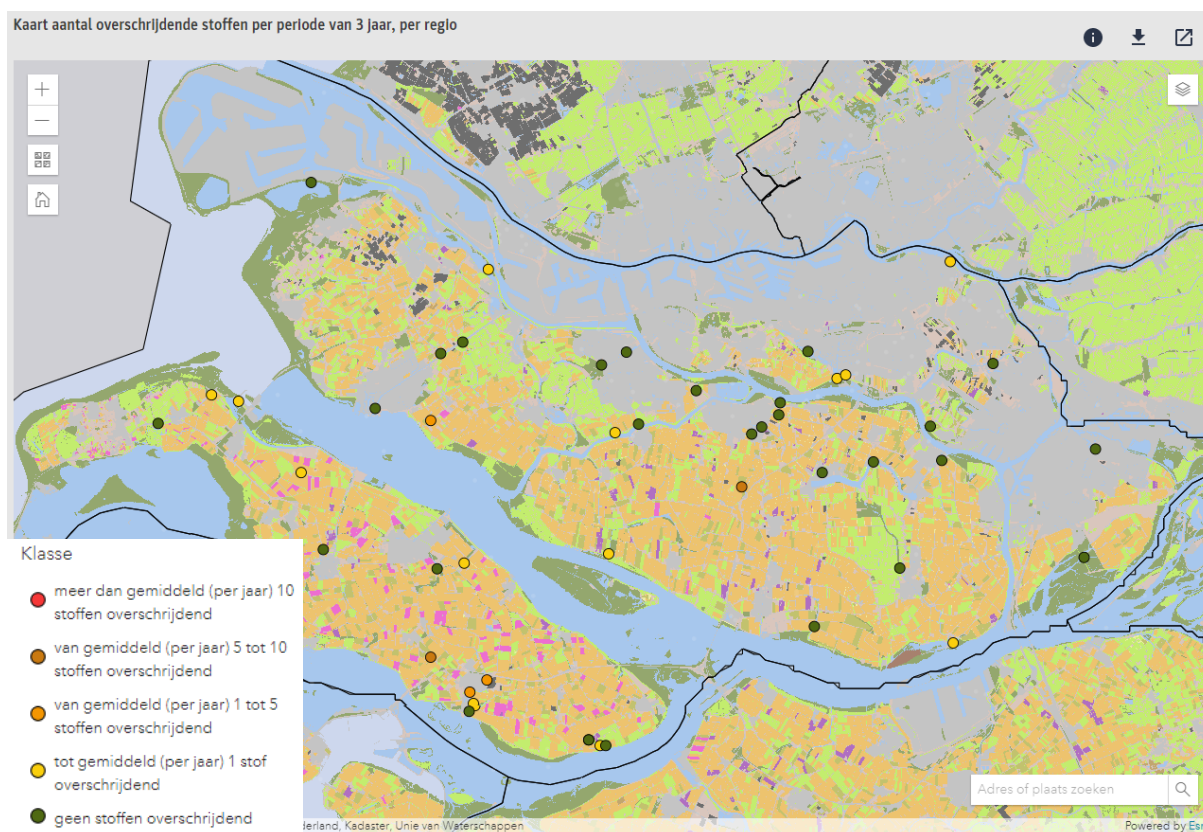 Kaart aantal overschrijdende stoffen per periode van 3 jaar, per regio
Klasse
meer dan gemiddeld (per jaar) 10
stoffen overschrijdend
van gemiddeld (per jaar) 5 tot 10
stoffen overschrijdend
van gemiddeld (per jaar) 1 tot 5
stoffen overschrijdend
tot gemiddeld (per jaar) 1 stof
overschrijdend
geen stoffen overschrijdend
Adres of plaats zoeken
derland, Kadaster, Unie van Waterschappen
Powered by Esr